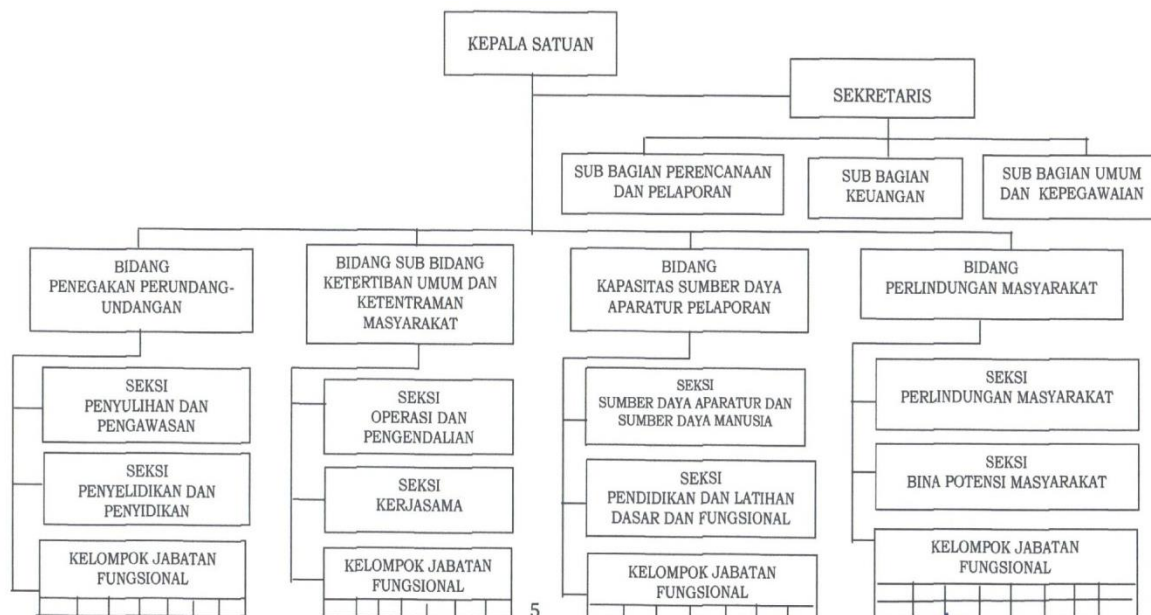 KEPALA SATUAN
SEKRETARIS
SUB BAGIAN PERENCANAAN
DAN PELAPORAN
SUB BAGIAN
KEUANGAN
SUB BAGIAN UMUM
DAN KEPEGAWAIAN
BIDANG
PENEGAKAN PERUNDANG-
UNDANGAN
BIDANG SUB BIDANG
KETERTIBAN UMUM DAN
KETENTRAMAN
MASYARAKAT
BIDANG
KAPASITAS SUMBER DAYA
APARATUR PELAPORAN
BIDANG
PERLINDUNGAN MASYARAKAT
SEKSI
PENYULIHAN DAN
PENGAWASAN
SEKSI
OPERASI DAN
PENGENDALIAN
SEKSI
SUMBER DAYA APARATUR DAN
SUMBER DAYA MANUSIA
SEKSI
PERLINDUNGAN MASYARAKAT
SEKSI
PENYELIDIKAN DAN
PENYIDIKAN
SEKSI
KERJASAMA
SEKSI
PENDIDIKAN DAN LATIHAN
DASAR DAN FUNGSIONAL
SEKSI
BINA POTENSI MASYARAKAT
KELOMPOK JABATAN
FUNGSIONAL
KELOMPOK JABATAN
FUNGSIONAL
KELOMPOK JABATAN
FUNGSIONAL
KELOMPOK JABATAN
FUNGSIONAL
5